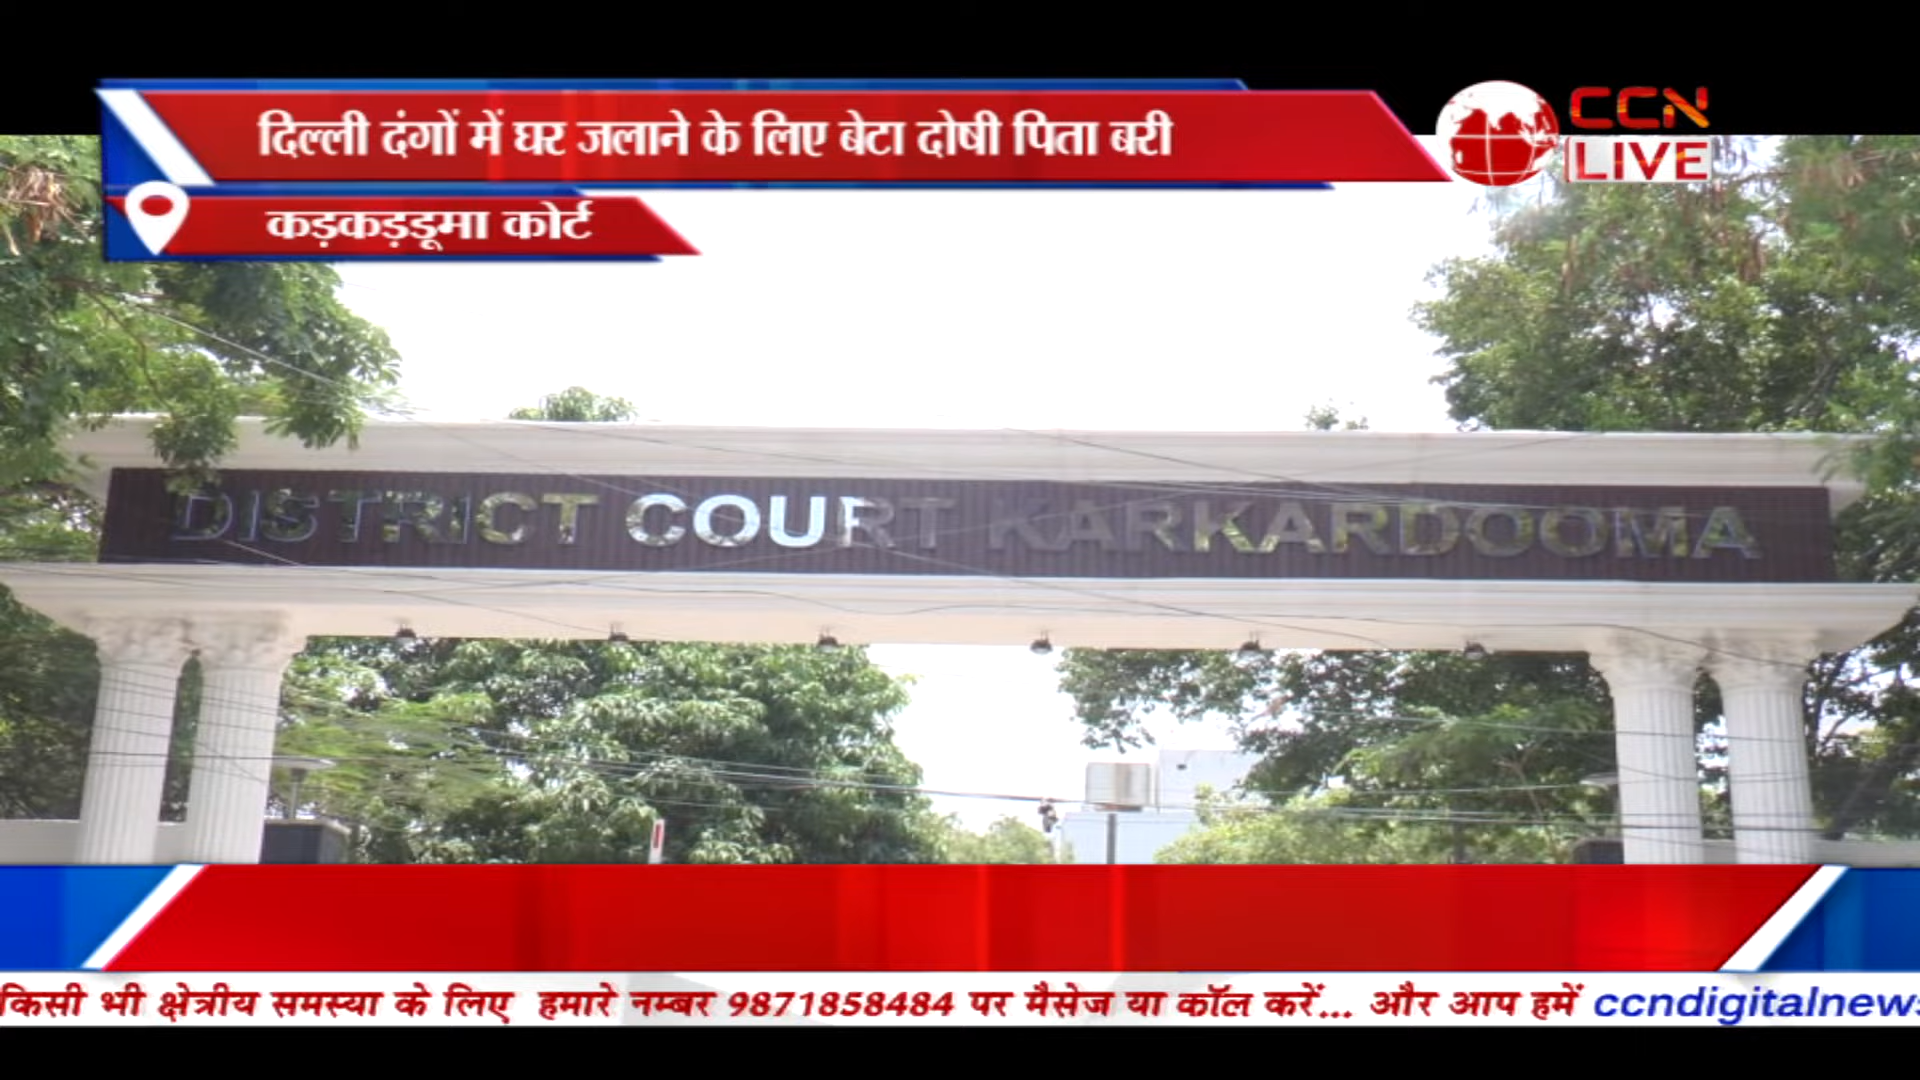 दिल्ली दंगों में घर जलाने के लिए बेटा दोषी पिता बरी
CCN
LIVE
कड़कड़डूमा कोर्ट
DISTRICT COURT KARKARDOOMA
किसी भी क्षेत्रीय समस्या के लिए हमारे नम्बर 9871858484 पर मैसेज या कॉल करें... और आप हमें ccndigitalnews